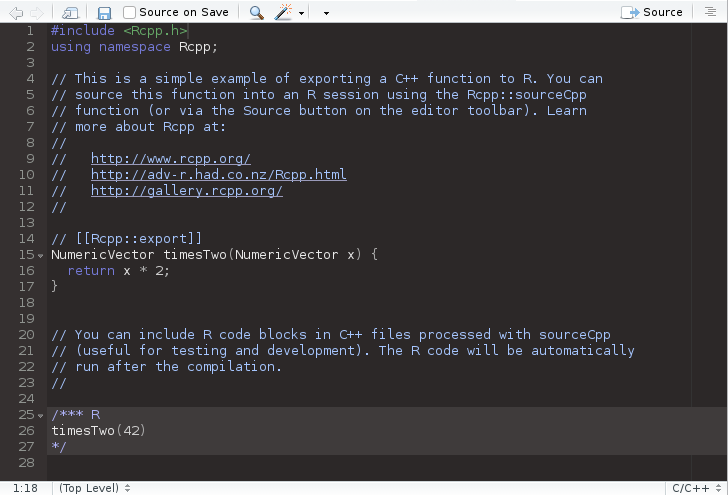 Source on Save
Source
1 #include <Rcpp.h>
2 using namespace Rcpp;
3
4 // This is a simple example of exporting a C++ function to R. You can
5 // source this function into an R session using the Rcpp::sourceCpp
6 // function (or via the Source button on the editor toolbar). Learn
7 // more about Rcpp at:
8 //
9 //   http://www.rcpp.org/
10 //   http://adv-r.had.co.nz/Rcpp.html
11 //   http://gallery.rcpp.org/
12 //
13
14 // [[Rcpp::export]]
15 NumericVector timesTwo(NumericVector x) {
16   return x * 2;
17 }
18
19
20 // You can include R code blocks in C++ files processed with sourceCpp
21 // (useful for testing and development). The R code will be automatically
22 // run after the compilation.
23 //
24
25 /*** R
26 timesTwo(42)
27 */
28
1:18 (Top Level) C/C++